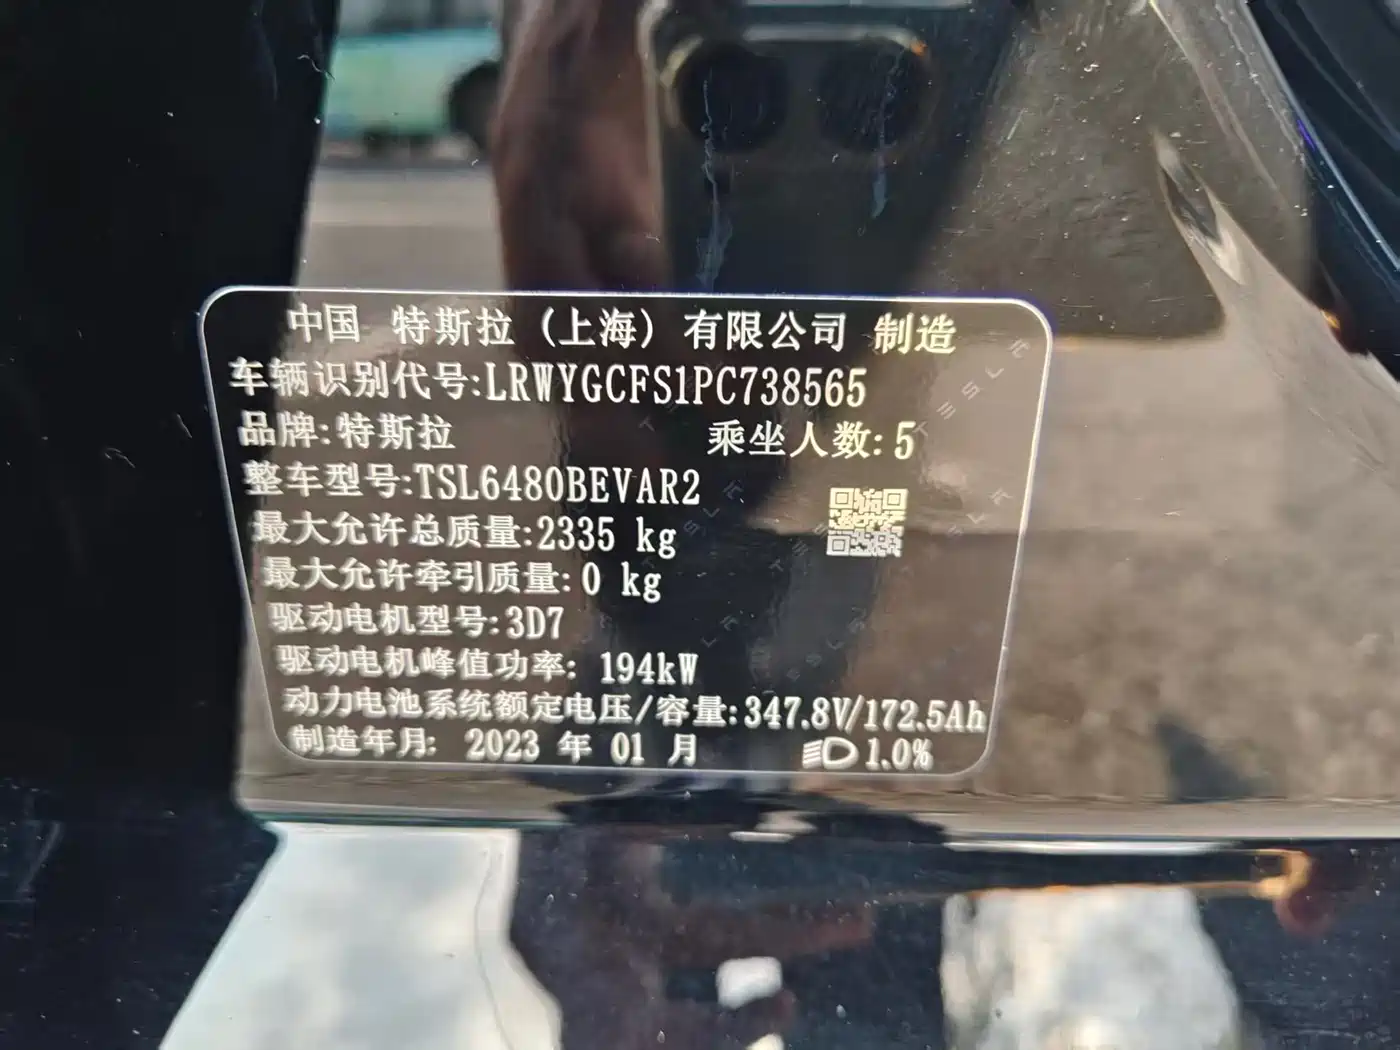 中国 特斯拉 (上海) 有限公司 制造
车辆识别代号:LRWYGCFS1PC738565
品牌:特斯拉 乘坐人数:5
整车型号:TSL6480BEVAR2
最大允许总质量:2335 kg
最大允许牵引质量:0 kg
驱动电机型号:3D7
驱动电机峰值功率: 194kW
动力电池系统额定电压/容量:347.8V/172.5Ah
制造年月: 2023 年 01 月 1.0%
TESLA
TESLA
TESLA
TESLA